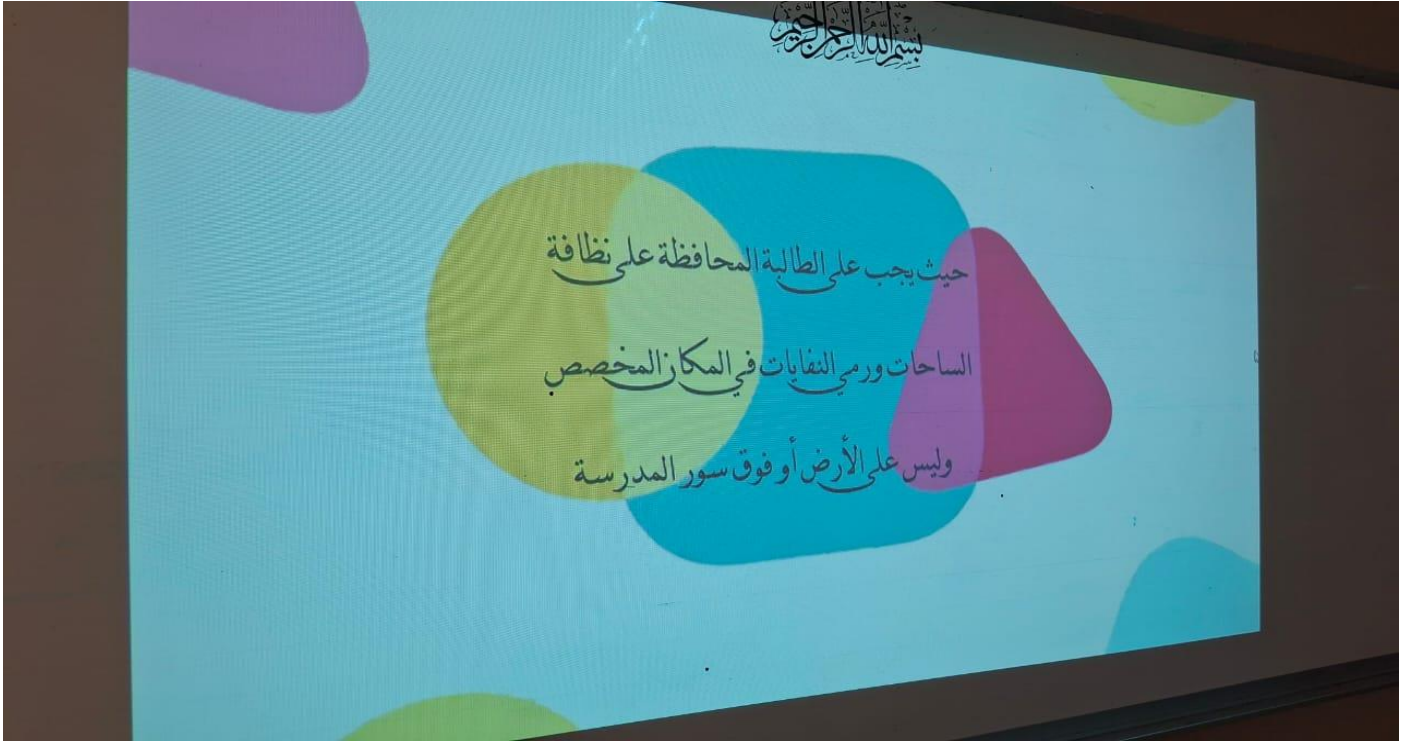 بسم الله الرحمن الرحيم
حيث يجب على الطالبة المحافظة على نظافة
الساحات ورمي النفايات في المكان المخصص
وليس على الأرض أو فوق سور المدرسة